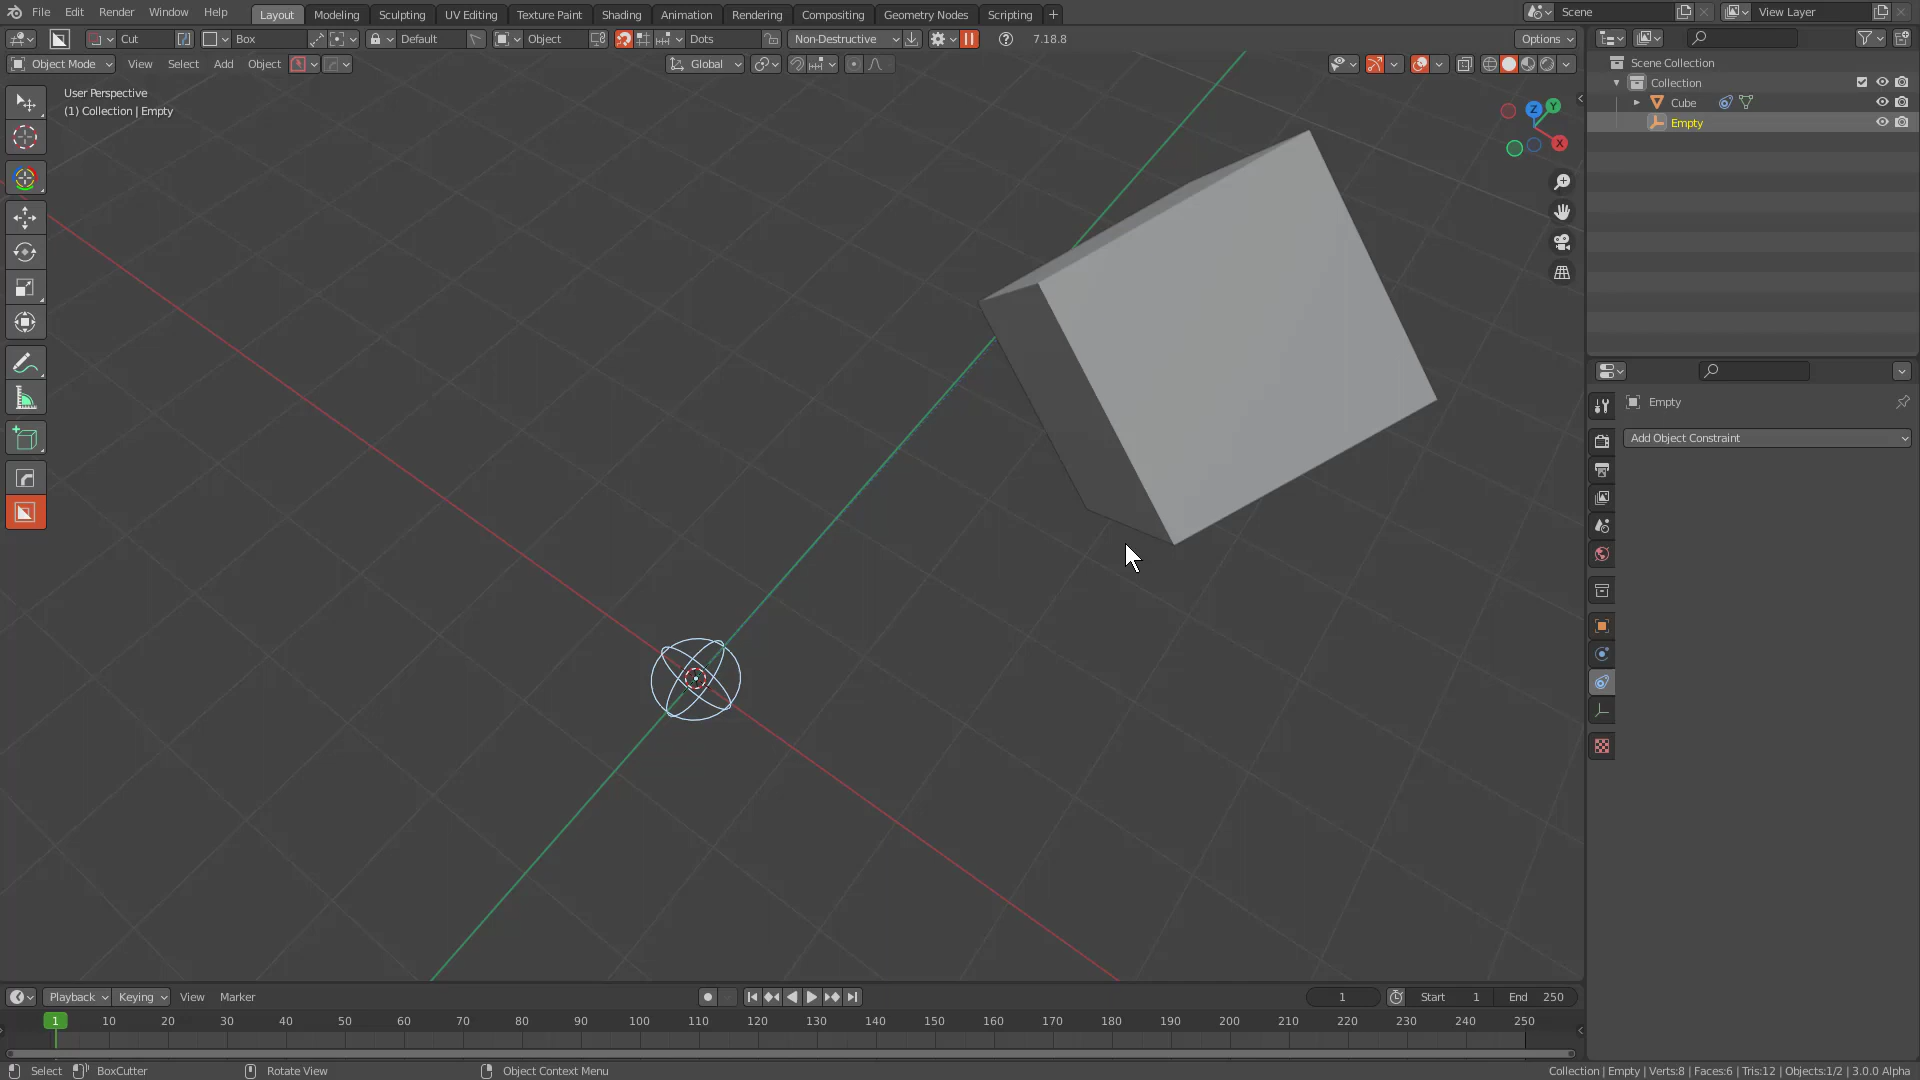 File Edit Render Window Help Layout Modeling Sculpting UV Editing Texture Paint Shading Animation Rendering Compositing Geometry Nodes Scripting + Scene View Layer
Cut Box Default Object Dots Non-Destructive 7.18.8 Options
Object Mode View Select Add Object Global
User Perspective
(1) Collection | Empty
Z Y X
Scene Collection
Collection
Cube
Empty
Empty
Add Object Constraint
Playback Keying View Marker 1 Start 1 End 250
1 10 20 30 40 50 60 70 80 90 100 110 120 130 140 150 160 170 180 190 200 210 220 230 240 250
Select BoxCutter Rotate View Object Context Menu Collection | Empty | Verts:8 | Faces:6 | Tris:12 | Objects:1/2 | 3.0.0 Alpha